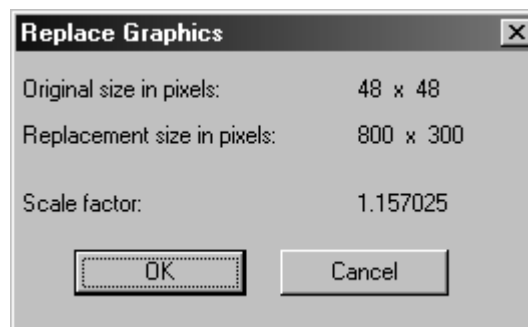 Replace Graphics
Original size in pixels: 48 x 48
Replacement size in pixels: 800 x 300
Scale factor: 1.157025
OK Cancel